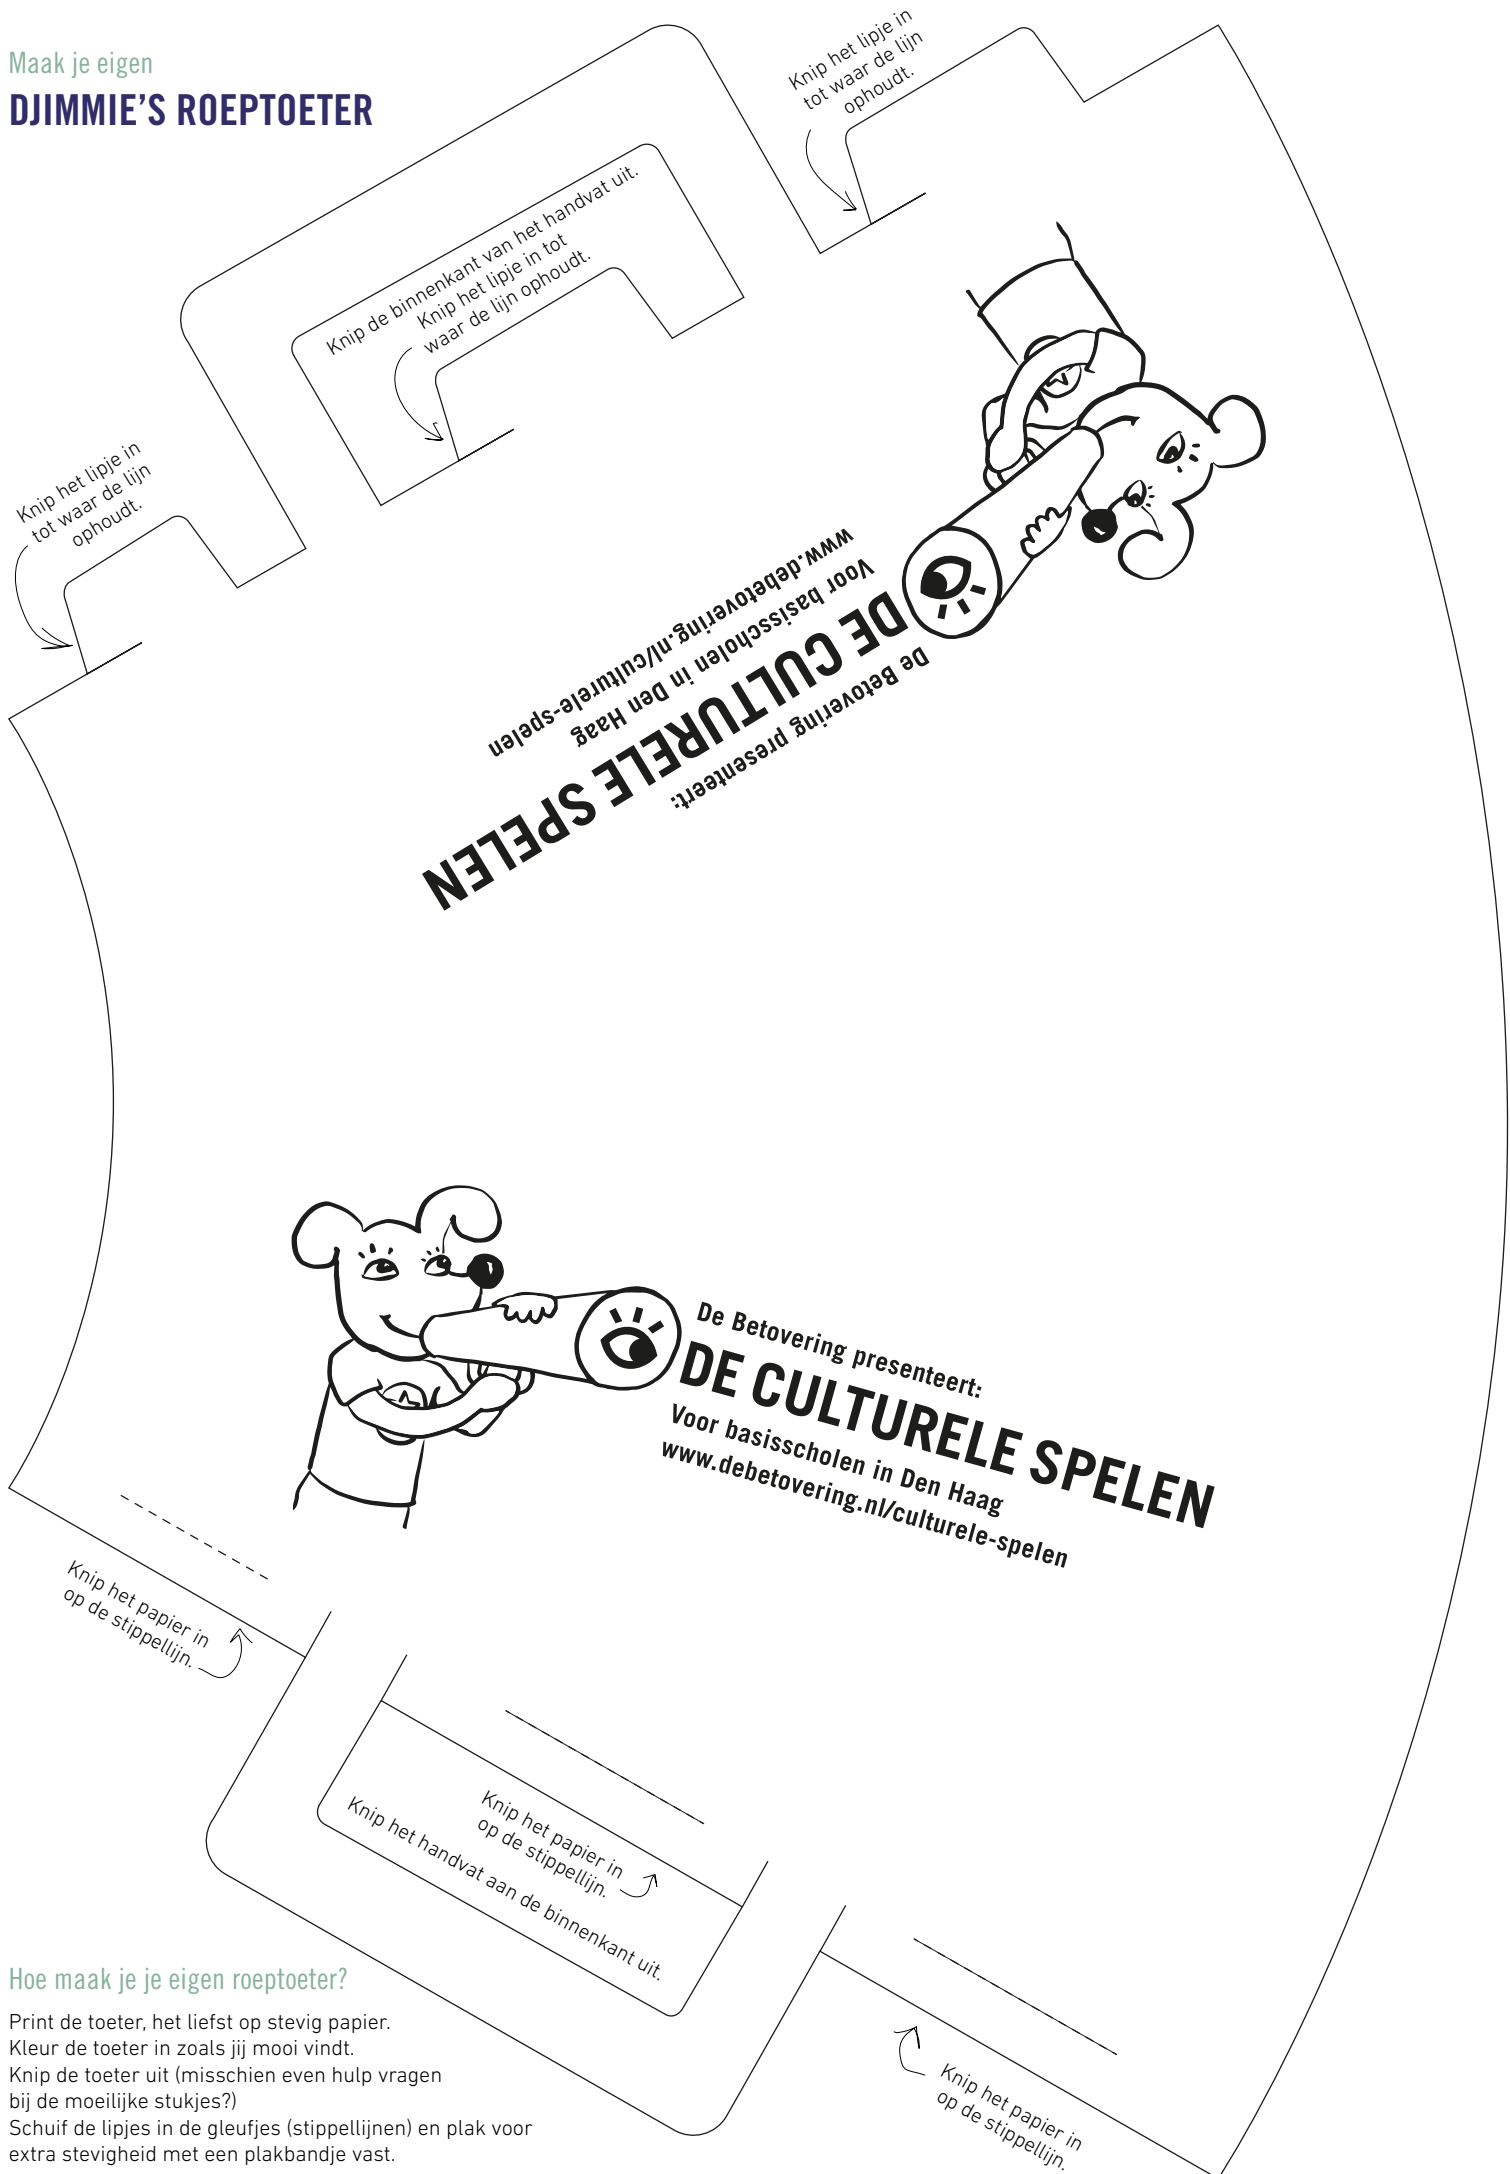 Maak je eigen
DJIMMIE'S ROEPTOETER
Knip het lipje in
tot waar de lijn
ophoudt.
Knip de binnenkant van het handvat uit.
Knip het lipje in tot
waar de lijn ophoudt.
Knip het lipje in
tot waar de lijn
ophoudt.
De Betovering presenteert:
DE CULTURELE SPELEN
Voor basisscholen in Den Haag
www.debetovering.nl/culturele-spelen
De Betovering presenteert:
DE CULTURELE SPELEN
Voor basisscholen in Den Haag
www.debetovering.nl/culturele-spelen
Knip het papier in
op de stippellijn.
Knip het papier in
op de stippellijn.
Knip het handvat aan de binnenkant uit.
Knip het papier in
op de stippellijn.
Hoe maak je je eigen roeptoeter?
Print de toeter, het liefst op stevig papier.
Kleur de toeter in zoals jij mooi vindt.
Knip de toeter uit (misschien even hulp vragen
bij de moeilijke stukjes?)
Schuif de lipjes in de gleufjes (stippellijnen) en plak voor
extra stevigheid met een plakbandje vast.